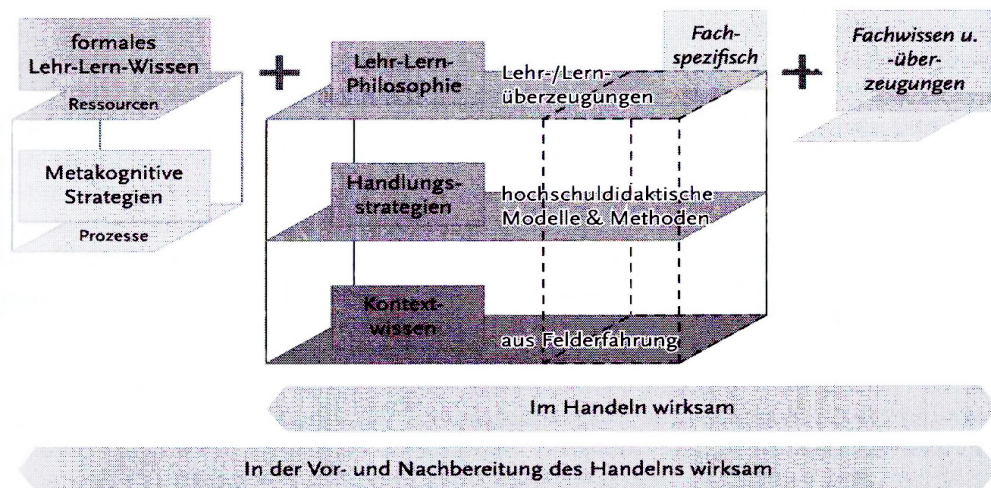 formales
Lehr-Lern-Wissen
Ressourcen
Metakognitive
Strategien
Prozesse
+
Lehr-Lern-
Philosophie
Lehr-/Lern-
überzeugungen
Fach-
spezifisch
+
Fachwissen u.
-über-
zeugungen
Handlungs-
strategien
hochschuldidaktische
Modelle & Methoden
Kontext-
wissen
aus Felderfahrung
Im Handeln wirksam
In der Vor- und Nachbereitung des Handelns wirksam